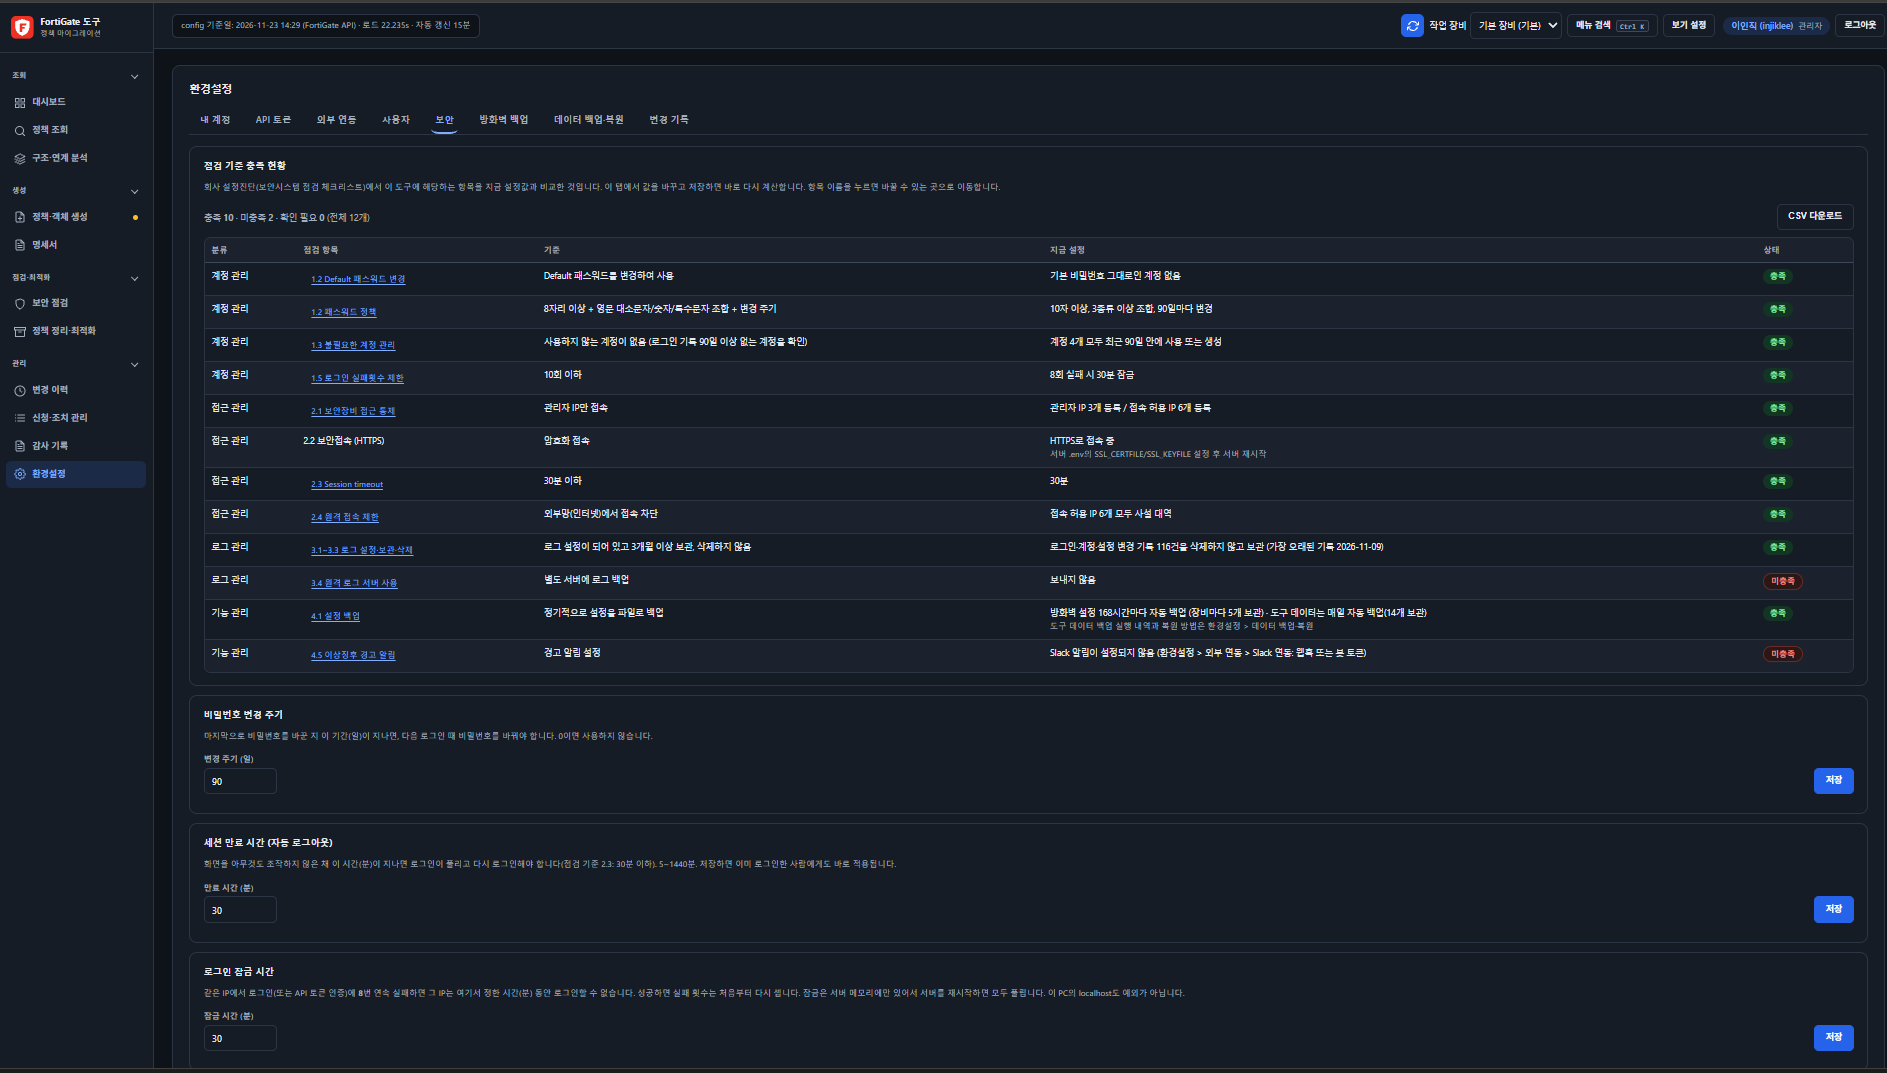 FortiGate 도구
정책 마이그레이션
config 기준일: 2026-11-23 14:29 (FortiGate API) · 로드 22.235s · 자동 갱신 15분
작업 장비
기본 장비 (기본)
메뉴 검색 Ctrl K
보기 설정
이인직 (injiklee) 관리자
로그아웃
조회
대시보드
정책 조회
구조·연계 분석
생성
정책·객체 생성
명세서
점검·최적화
보안 점검
정책 정리·최적화
관리
변경 이력
신청·조치 관리
감사 기록
환경설정
환경설정
내 계정 API 토큰 외부 연동 사용자 보안 방화벽 백업 데이터 백업·복원 변경 기록
점검 기준 충족 현황
회사 설정진단(보안시스템 점검 체크리스트)에서 이 도구에 해당하는 항목을 지금 설정값과 비교한 것입니다. 이 탭에서 값을 바꾸고 저장하면 바로 다시 계산합니다. 항목 이름을 누르면 바꿀 수 있는 곳으로 이동합니다.
충족 10 · 미충족 2 · 확인 필요 0 (전체 12개)
CSV 다운로드
분류 점검 항목 기준 지금 설정 상태
계정 관리 1.2 Default 패스워드 변경 Default 패스워드를 변경하여 사용 기본 비밀번호 그대로인 계정 없음 충족
계정 관리 1.2 패스워드 정책 8자리 이상 + 영문 대소문자/숫자/특수문자 조합 + 변경 주기 10자 이상, 3종류 이상 조합, 90일마다 변경 충족
계정 관리 1.3 불필요한 계정 관리 사용하지 않는 계정이 없음 (로그인 기록 90일 이상 없는 계정을 확인) 계정 4개 모두 최근 90일 안에 사용 또는 생성 충족
계정 관리 1.5 로그인 실패횟수 제한 10회 이하 8회 실패 시 30분 잠금 충족
접근 관리 2.1 보안장비 접근 통제 관리자 IP만 접속 관리자 IP 3개 등록 / 접속 허용 IP 6개 등록 충족
접근 관리 2.2 보안접속 (HTTPS) 암호화 접속 HTTPS로 접속 중 충족
서버 .env의 SSL_CERTFILE/SSL_KEYFILE 설정 후 서버 재시작
접근 관리 2.3 Session timeout 30분 이하 30분 충족
접근 관리 2.4 원격 접속 제한 외부망(인터넷)에서 접속 차단 접속 허용 IP 6개 모두 사설 대역 충족
로그 관리 3.1~3.3 로그 설정·보관·삭제 로그 설정이 되어 있고 3개월 이상 보관, 삭제하지 않음 로그인·계정·설정 변경 기록 116건을 삭제하지 않고 보관 (가장 오래된 기록 2026-11-09) 충족
로그 관리 3.4 원격 로그 서버 사용 별도 서버에 로그 백업 보내지 않음 미충족
기능 관리 4.1 설정 백업 정기적으로 설정을 파일로 백업 방화벽 설정 168시간마다 자동 백업 (장비마다 5개 보관) · 도구 데이터는 매일 자동 백업(14개 보관) 충족
도구 데이터 백업 실행 내역과 복원 방법은 환경설정 > 데이터 백업·복원
기능 관리 4.5 이상징후 경고 알림 경고 알림 설정 Slack 알림이 설정되지 않음 (환경설정 > 외부 연동 > Slack 연동: 웹훅 또는 봇 토큰) 미충족
비밀번호 변경 주기
마지막으로 비밀번호를 바꾼 지 이 기간(일)이 지나면, 다음 로그인 때 비밀번호를 바꿔야 합니다. 0이면 사용하지 않습니다.
변경 주기 (일)
90
저장
세션 만료 시간 (자동 로그아웃)
화면을 아무것도 조작하지 않은 채 이 시간(분)이 지나면 로그인이 풀리고 다시 로그인해야 합니다(점검 기준 2.3: 30분 이하). 5~1440분. 저장하면 이미 로그인한 사람에게도 바로 적용됩니다.
만료 시간 (분)
30
저장
로그인 잠금 시간
같은 IP에서 로그인(또는 API 토큰 인증)에 8번 연속 실패하면 그 IP는 여기서 정한 시간(분) 동안 로그인할 수 없습니다. 성공하면 실패 횟수는 처음부터 다시 셉니다. 잠금은 서버 메모리에만 있어서 서버를 재시작하면 모두 풀립니다. 이 PC의 localhost도 예외가 아닙니다.
잠금 시간 (분)
30
저장